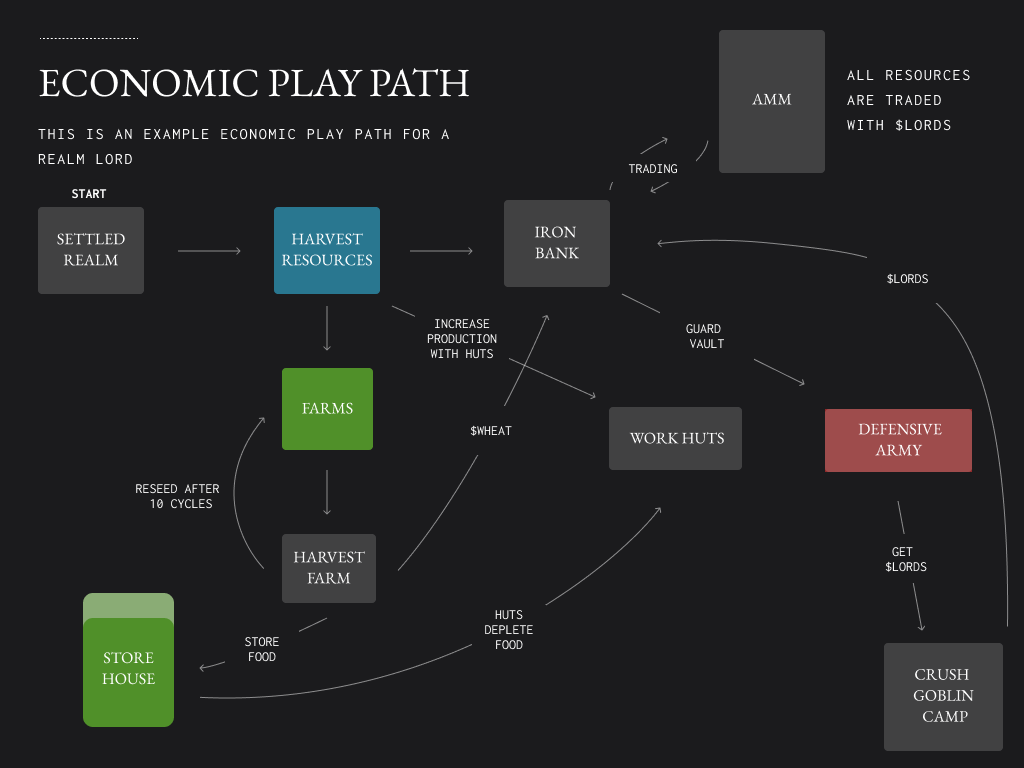 ECONOMIC PLAY PATH
THIS IS AN EXAMPLE ECONOMIC PLAY PATH FOR A
REALM LORD
AMM
ALL RESOURCES
ARE TRADED
WITH $LORDS
TRADING
START
SETTLED
REALM
HARVEST
RESOURCES
IRON
BANK
$LORDS
INCREASE
PRODUCTION
WITH HUTS
GUARD
VAULT
FARMS
$WHEAT
WORK HUTS
DEFENSIVE
ARMY
RESEED AFTER
10 CYCLES
HARVEST
FARM
GET
$LORDS
STORE
FOOD
HUTS
DEPLETE
FOOD
STORE
HOUSE
CRUSH
GOBLIN
CAMP